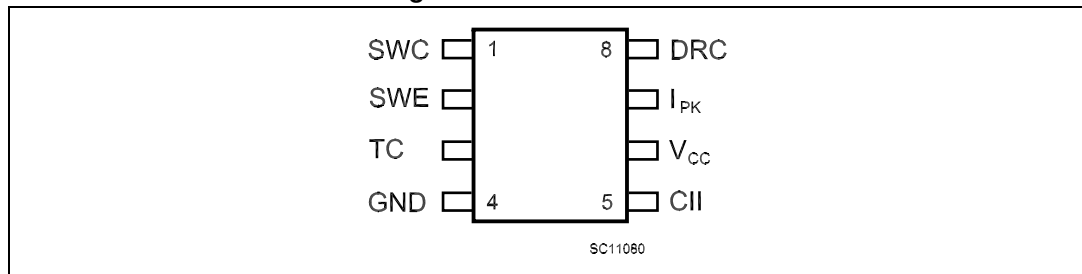 SWC 1 8 DRC
SWE I_PK
TC V_CC
GND 4 5 CII
SC11060